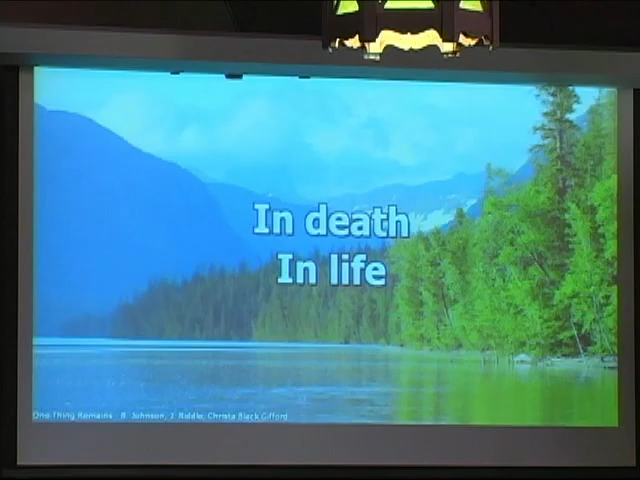 In death
In life
One Thing Remains B. Johnson, J. Riddle, Christa Black Gifford